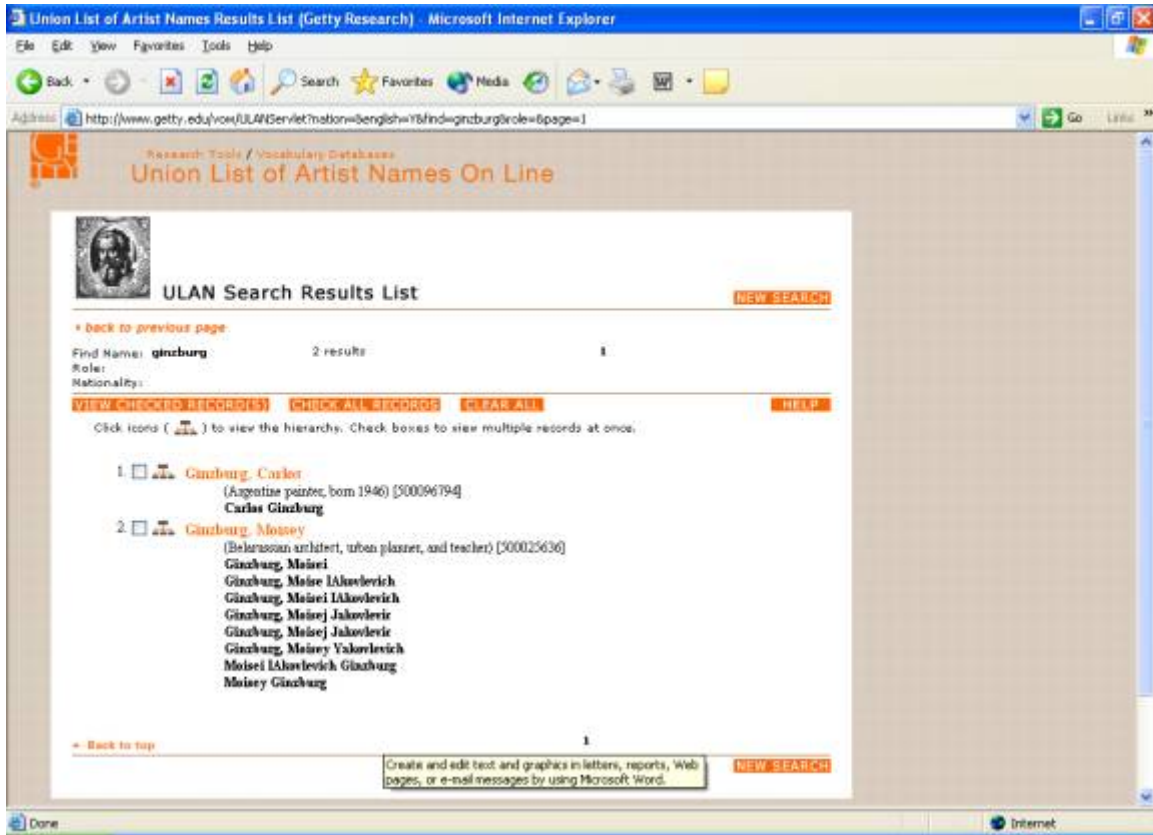 Union List of Artist Names Results List (Getty Research) - Microsoft Internet Explorer
File Edit View Favorites Tools Help
Back Search Favorites Media
Address http://www.getty.edu/vow/ULANServlet?nation=&english=Y&find=ginzburg&role=&page=1 Go Links »
Research Tools / Vocabulary Databases
Union List of Artist Names On Line
ULAN Search Results List
NEW SEARCH
back to previous page
Find Name: ginzburg 2 results 1
Role:
Nationality:
VIEW CHECKED RECORD(S) CHECK ALL RECORDS CLEAR ALL HELP
Click icons ( ) to view the hierarchy. Check boxes to view multiple records at once.
1. Ginzburg, Carlos
(Argentine painter, born 1946) [500096794]
Carlos Ginzburg
2. Ginzburg, Moisey
(Belarussian architect, urban planner, and teacher) [500025636]
Ginzburg, Moisei
Ginzburg, Moise IAkovlevich
Ginzburg, Moisei IAkovlevich
Ginzburg, Moisej Jakovlevic
Ginzburg, Moisej Jakovlevic
Ginzburg, Moisey Yakovlevich
Moisei IAkovlevich Ginzburg
Moisey Ginzburg
Back to top 1
Create and edit text and graphics in letters, reports, Web
pages, or e-mail messages by using Microsoft Word.
NEW SEARCH
Done Internet